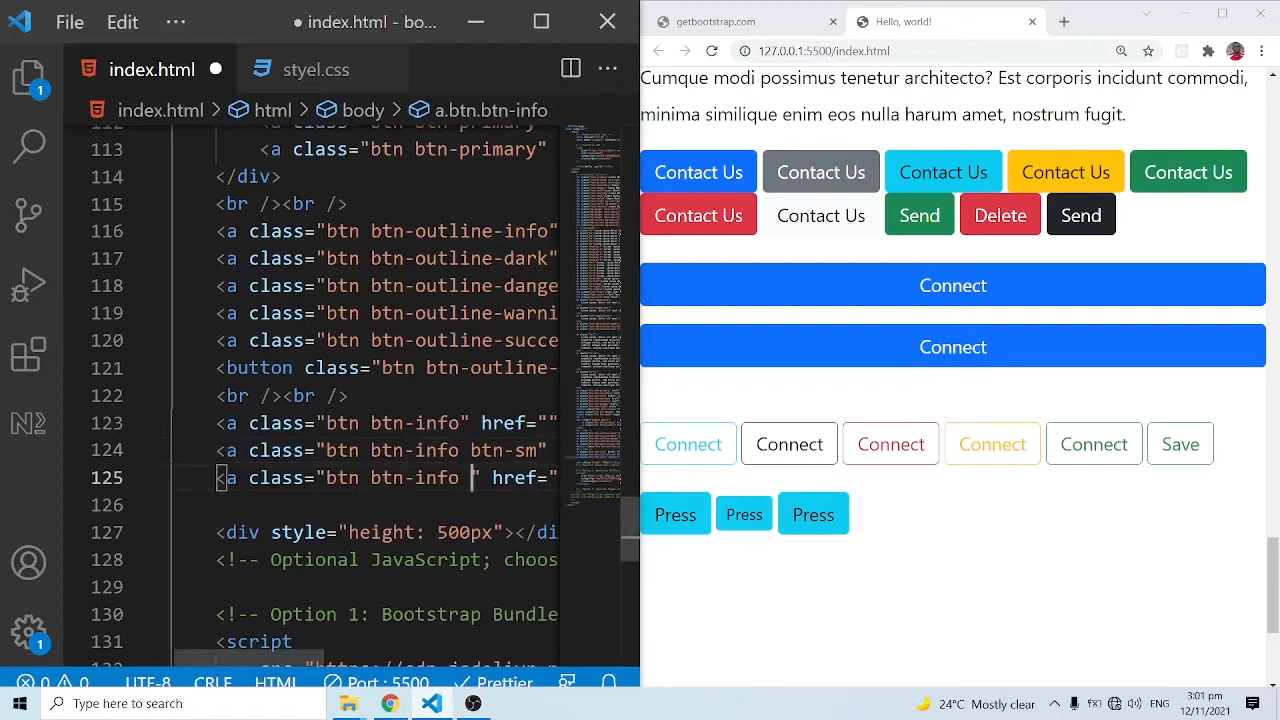 File Edit ··· ● index.html - bo...
getbootstrap.com
Hello, world!
index.html
styel.css
127.0.0.1:5500/index.html
index.html > html > body > a.btn.btn-info
1
113 <a class="btn btn-primary"
114 </div>
115 <br /><br
116 <a class="btn btn-outline-info"
117 <a class="btn btn-outline-dark"
118 <a class="btn btn-outline-dange
119 <a class="btn btn-outline-warni
120 <a class="btn btn-outline-succe
121 <button class="btn btn-outline-
122 <br /><br
123 <a class="btn btn-info" href=""
124 <a class="btn btn-info btn-sm"
125 <a class="btn btn-info " href="
126
127 <div style="height: 500px"></di
128 <!-- Optional JavaScript; choos
129
130 <!-- Option 1: Bootstrap Bundle
131 <script
1
0 0 UTF-8 CRLF HTML Port : 5500 Prettier
Cumque modi possimus tenetur architecto? Est corporis incidunt commodi,
minima similique enim eos nulla harum amet, nostrum fugit.
Contact Us Contact Us Contact Us Contact Us Contact Us
Contact Us Contact Us Send Delete Send
Connect
Connect
Connect Connect Connect Connect Connect Save
Press Press Press
Type here to search
24°C Mostly clear
ENG
3:01 pm
12/11/2021